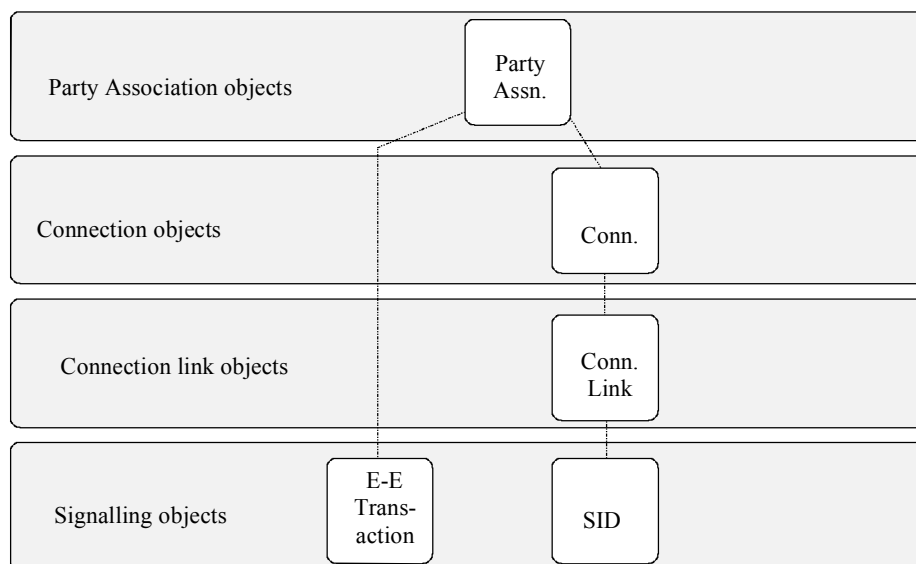 Party Association objects
Party
Assn.
Connection objects
Conn.
Connection link objects
Conn.
Link
Signalling objects
E-E
Trans-
action
SID